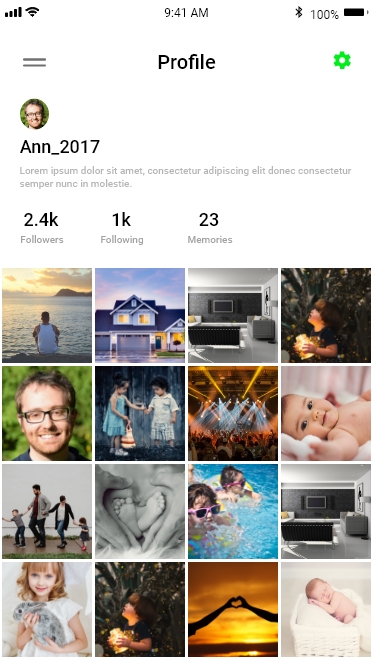 9:41 AM
100%
Profile
Ann_2017
Lorem ipsum dolor sit amet, consectetur adipiscing elit donec consectetur
semper nunc in molestie.
2.4k 1k 23
Followers Following Memories